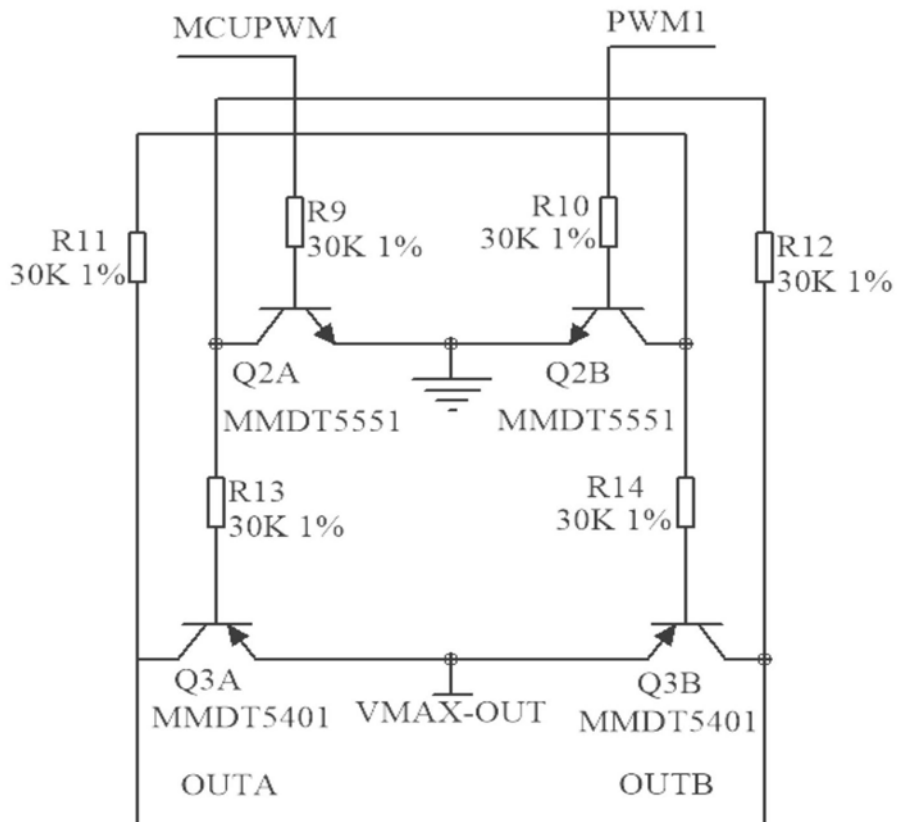 MCUPWM
PWM1
R9
30K 1%
R10
30K 1%
R11
30K 1%
R12
30K 1%
Q2A
MMDT5551
Q2B
MMDT5551
R13
30K 1%
R14
30K 1%
Q3A
MMDT5401
VMAX-OUT
Q3B
MMDT5401
OUTA
OUTB